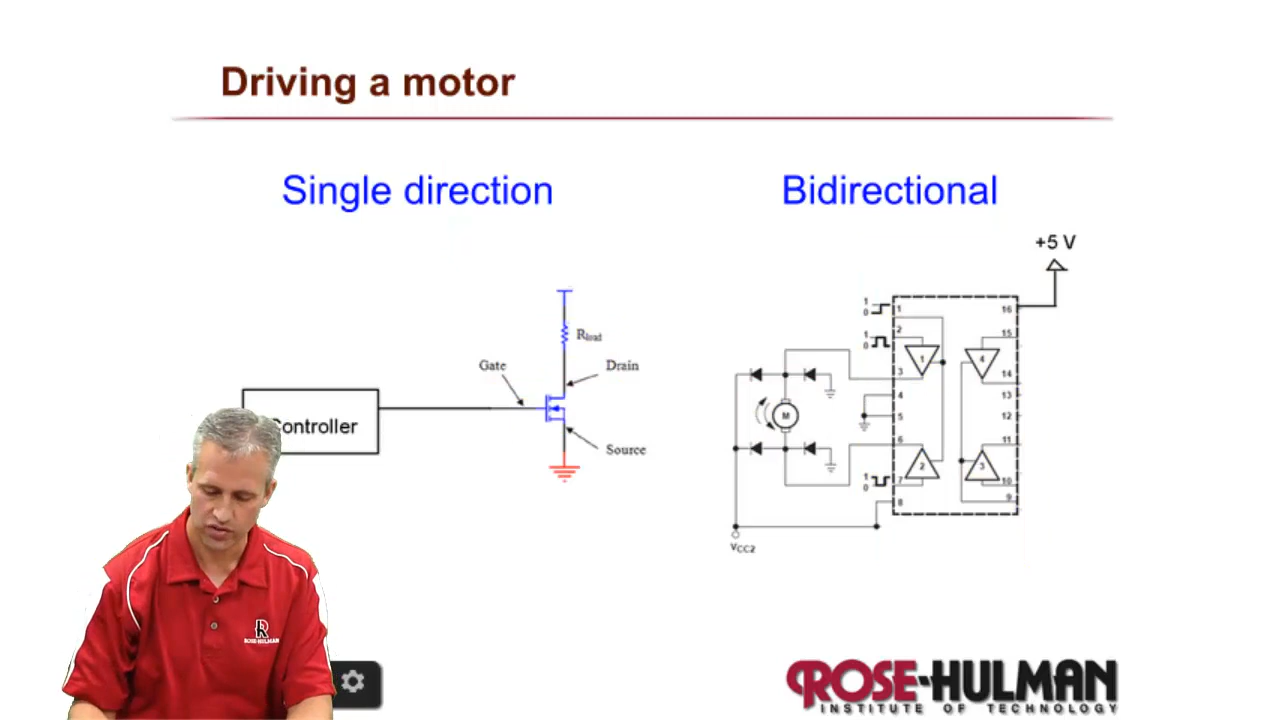 Driving a motor
Single direction
Bidirectional
+5 V
Rload
Gate
Drain
Controller
Source
1
0
1
0
1
0
1
2
3
4
5
6
7
8
16
15
14
13
12
11
10
9
1
4
2
3
M
VCC2
ROSE-HULMAN
ROSE-HULMAN
INSTITUTE OF TECHNOLOGY